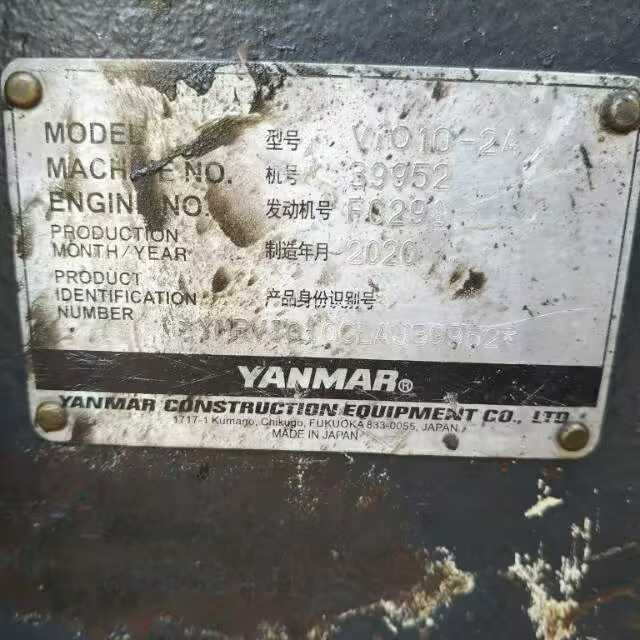 MODEL 型号 ViO10-2A
MACHINE NO. 机号 39952
ENGINE NO. 发动机号
PRODUCTION
MONTH/YEAR 制造年月 2020
PRODUCT
IDENTIFICATION 产品身份识别号
NUMBER
YANMAR®
YANMAR CONSTRUCTION EQUIPMENT CO., LTD.
1717-1 Kumano, Chikugo, FUKUOKA 833-0055, JAPAN
MADE IN JAPAN